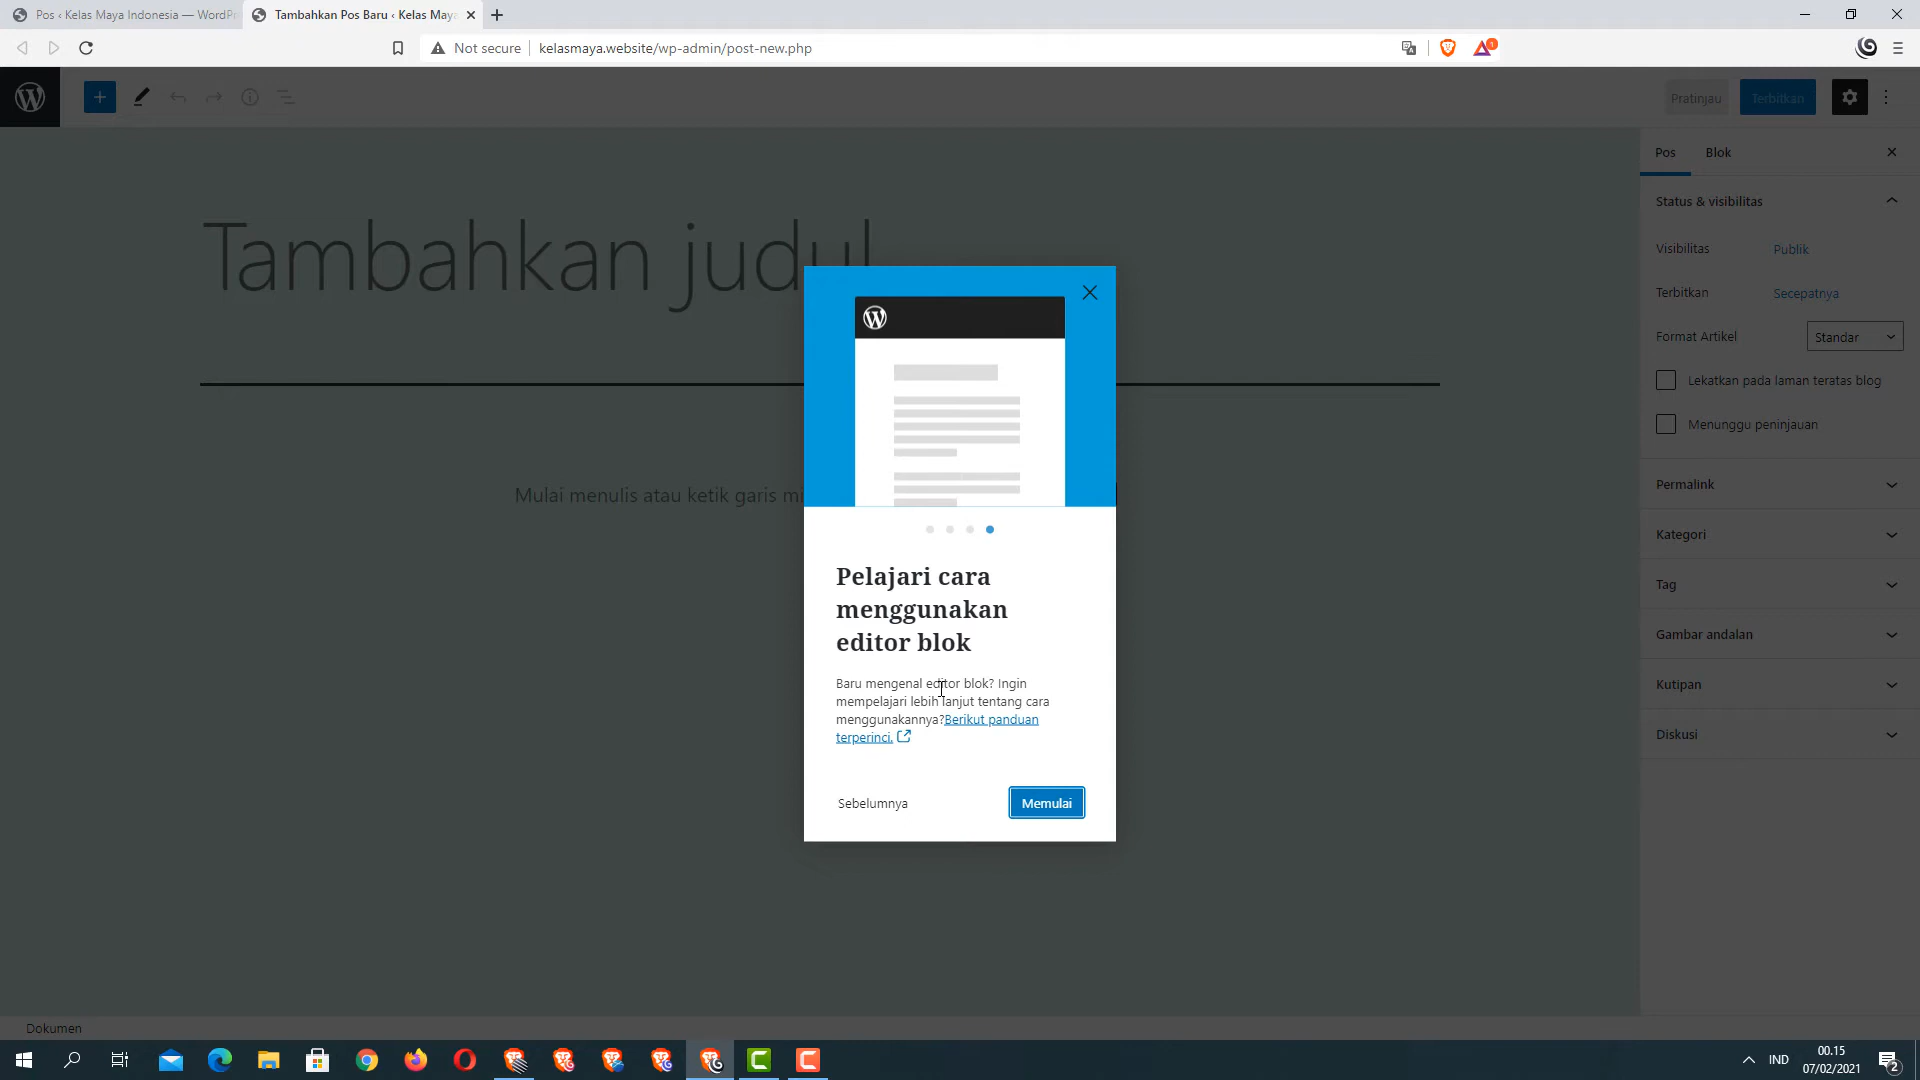 Pos ‹ Kelas Maya Indonesia — WordPr
Tambahkan Pos Baru ‹ Kelas Maya
Not secure
kelasmaya.website/wp-admin/post-new.php
1
Pratinjau
Terbitkan
Pos
Blok
Tambahkan judul
Status & visibilitas
Visibilitas
Publik
Terbitkan
Secepatnya
Format Artikel
Standar
Lekatkan pada laman teratas blog
Menunggu peninjauan
Permalink
Kategori
Tag
Gambar andalan
Kutipan
Diskusi
Mulai menulis atau ketik garis mi
Pelajari cara
menggunakan
editor blok
Baru mengenal editor blok? Ingin
mempelajari lebih lanjut tentang cara
menggunakannya?Berikut panduan
terperinci.
Sebelumnya
Memulai
Dokumen
IND
00.15
07/02/2021
2